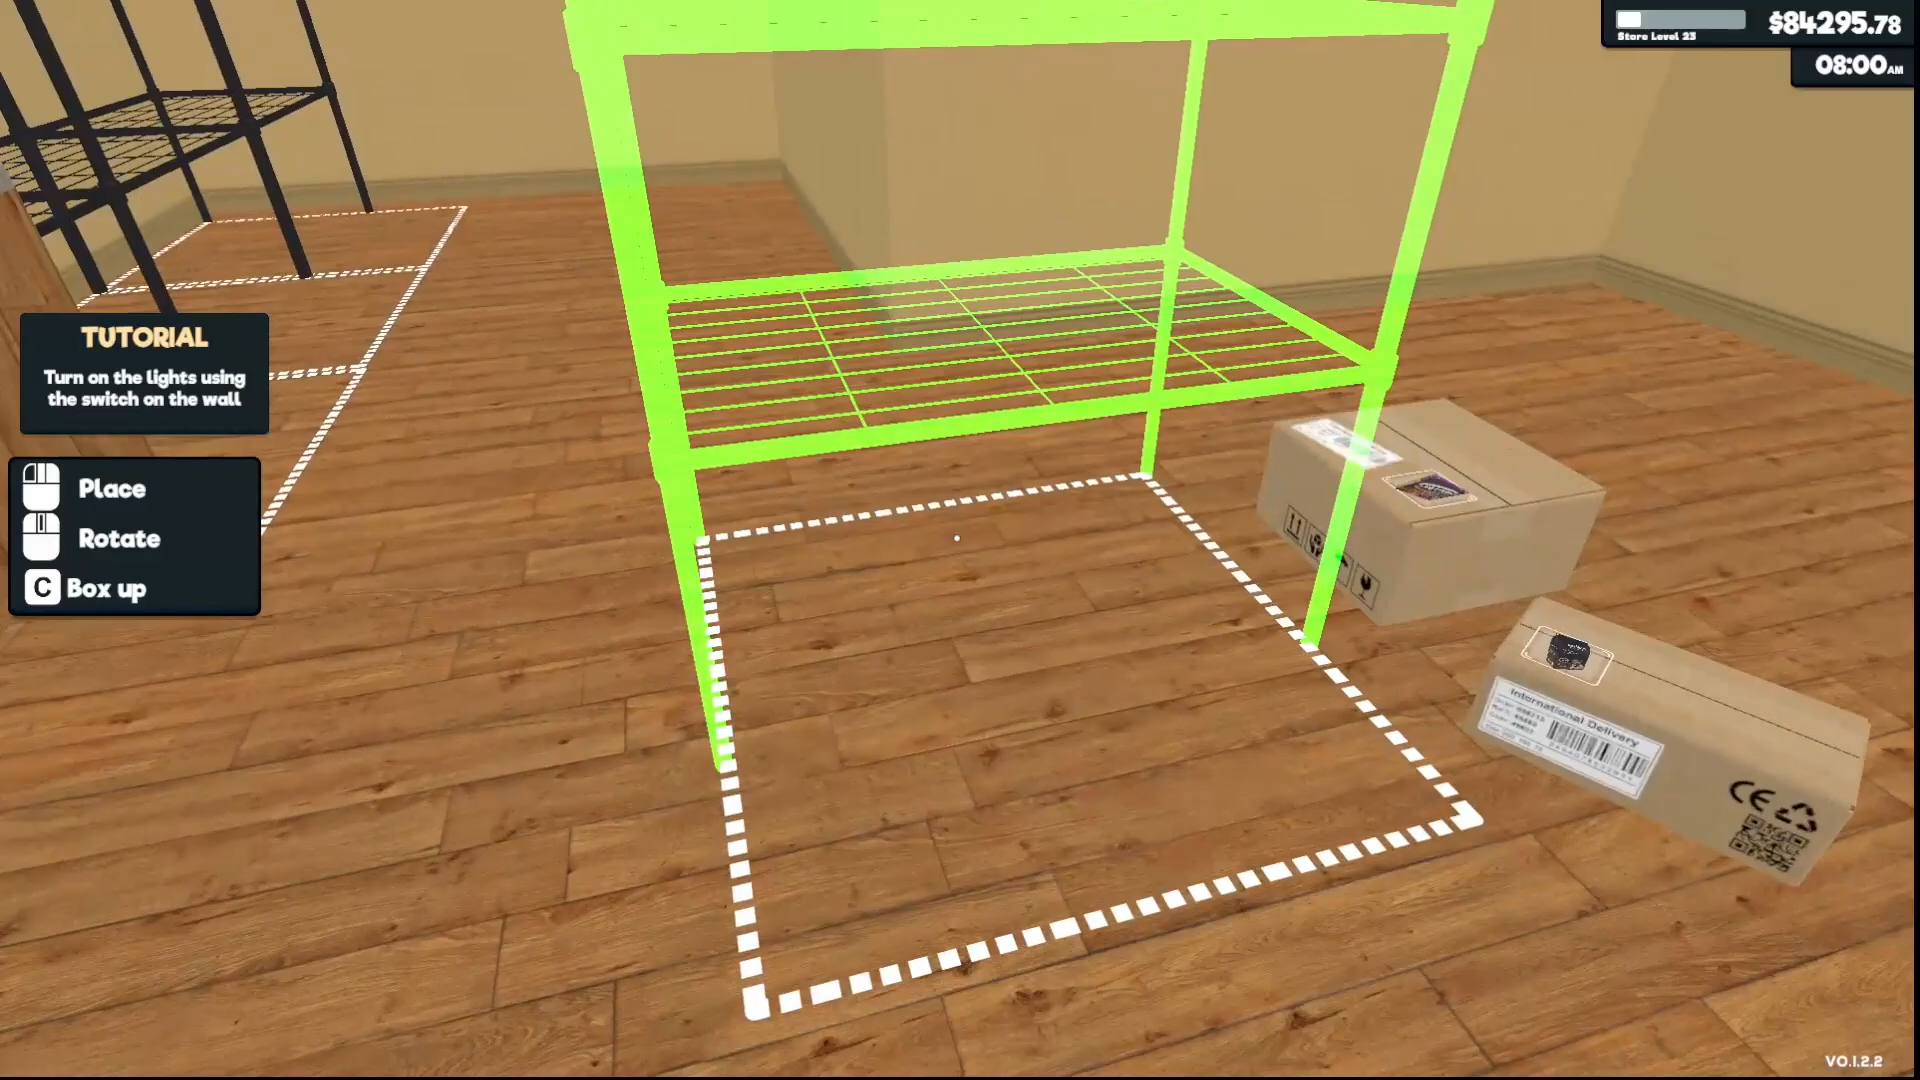 Store Level 23
$84295.78
08:00AM
TUTORIAL
Turn on the lights using
the switch on the wall
Place
Rotate
C Box up
International Delivery
CE
V0.1.2.2